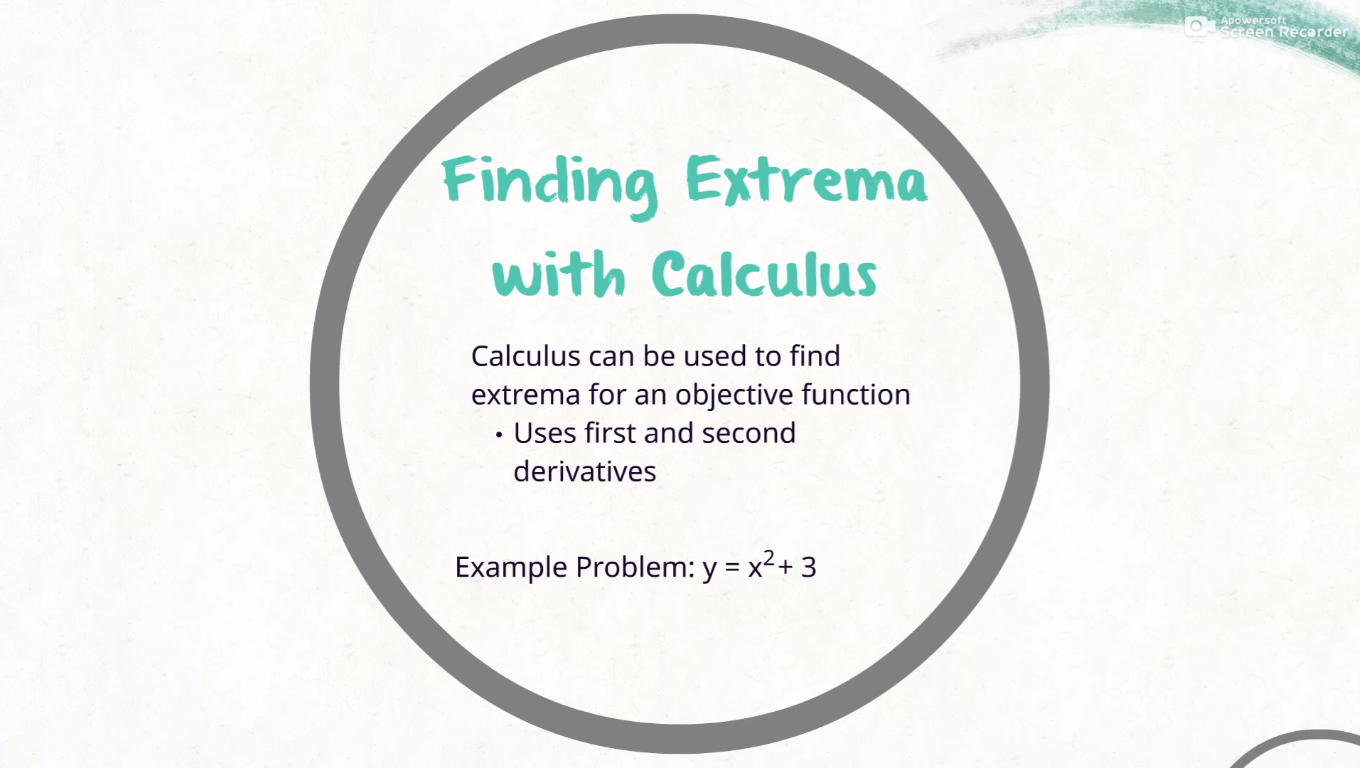 Apowersoft
Screen Recorder
Finding Extrema
with Calculus
Calculus can be used to find
extrema for an objective function
• Uses first and second
derivatives
Example Problem: y = x² + 3